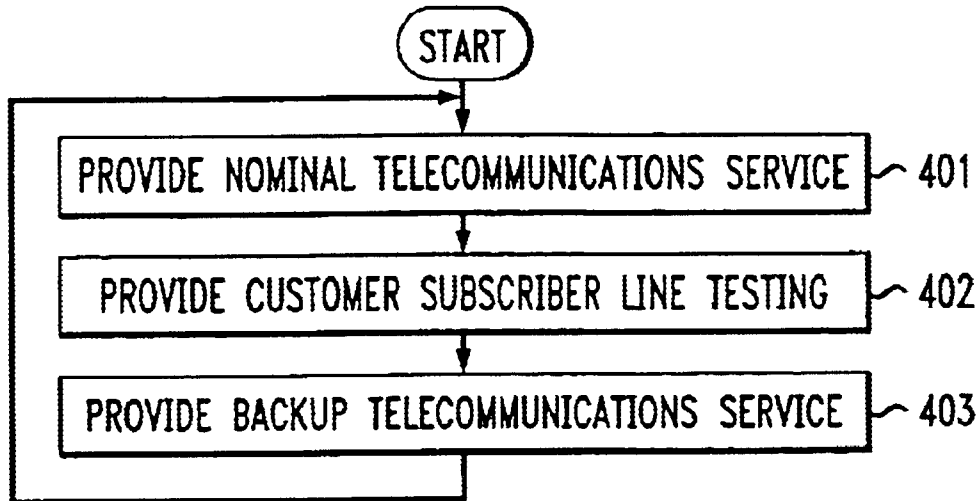 START
PROVIDE NOMINAL TELECOMMUNICATIONS SERVICE 401
PROVIDE CUSTOMER SUBSCRIBER LINE TESTING 402
PROVIDE BACKUP TELECOMMUNICATIONS SERVICE 403